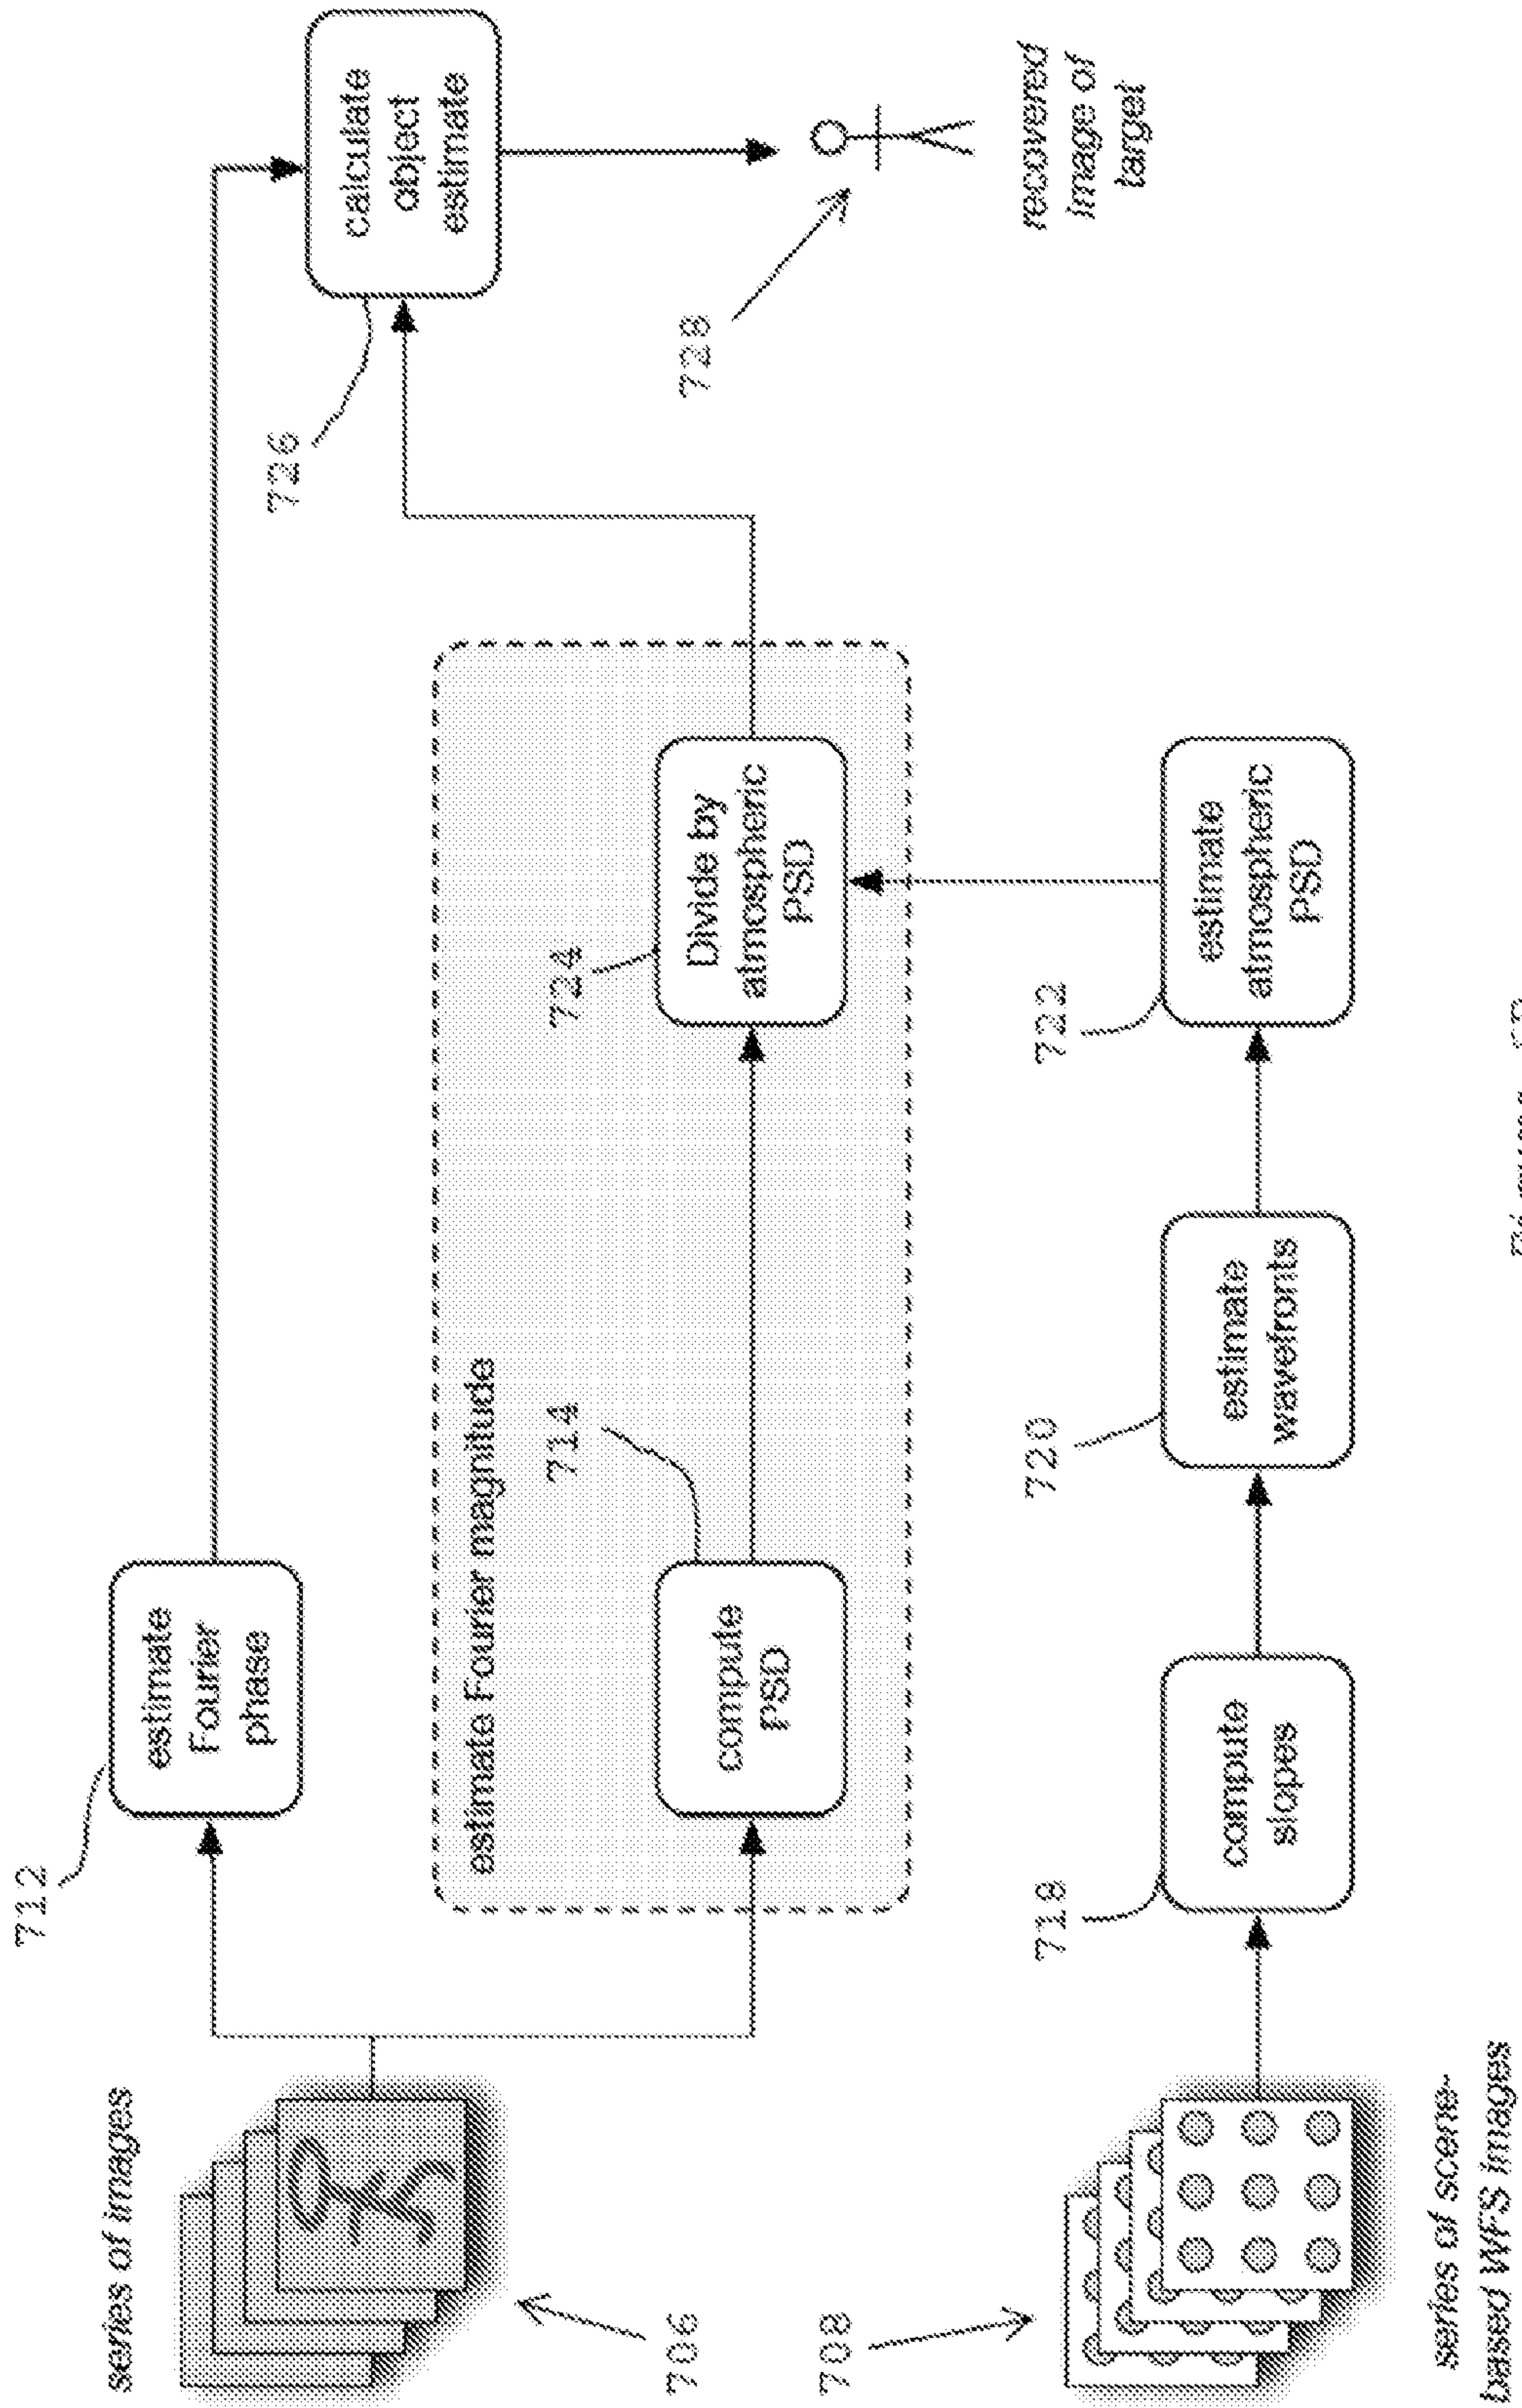 series of images
706
712
estimate
Fourier
phase
estimate Fourier magnitude
714
compute
PSD
724
Divide by
atmospheric
PSD
726
calculate
object
estimate
728
recovered
image of
target
708
series of scene-
based WFS images
718
compute
slopes
720
estimate
wavefronts
722
estimate
atmospheric
PSD